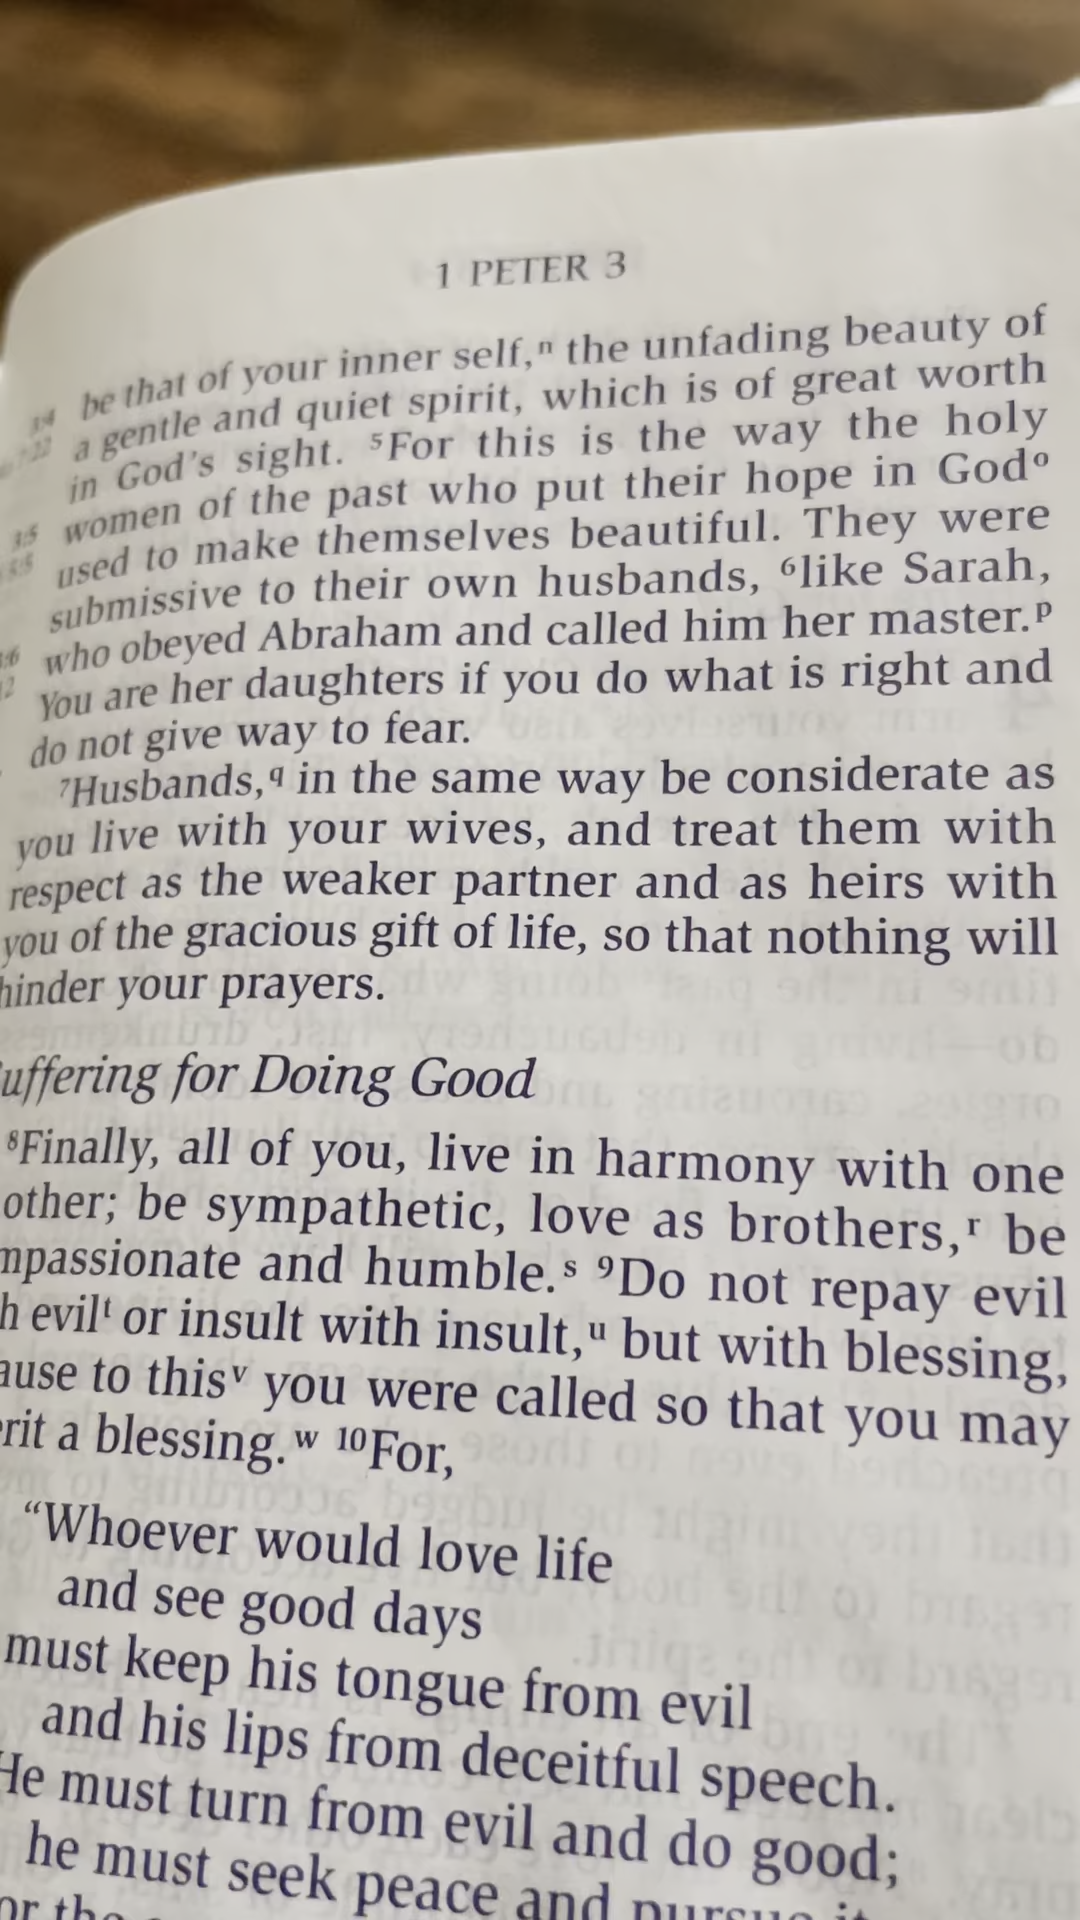 1 PETER 3
be that of your inner self,ⁿ the unfading beauty of
a gentle and quiet spirit, which is of great worth
in God's sight. ⁵For this is the way the holy
women of the past who put their hope in Godᵒ
used to make themselves beautiful. They were
submissive to their own husbands, ⁶like Sarah,
who obeyed Abraham and called him her master.ᵖ
You are her daughters if you do what is right and
do not give way to fear.
⁷Husbands,q in the same way be considerate as
you live with your wives, and treat them with
respect as the weaker partner and as heirs with
you of the gracious gift of life, so that nothing will
hinder your prayers.
uffering for Doing Good
⁸Finally, all of you, live in harmony with one
other; be sympathetic, love as brothers,ʳ be
mpassionate and humble.ˢ ⁹Do not repay evil
h evilᵗ or insult with insult,ᵘ but with blessing,
ause to thisᵛ you were called so that you may
rit a blessing.ʷ ¹⁰For,
"Whoever would love life
and see good days
must keep his tongue from evil
and his lips from deceitful speech.
He must turn from evil and do good;
he must seek peace and pursue it
or the